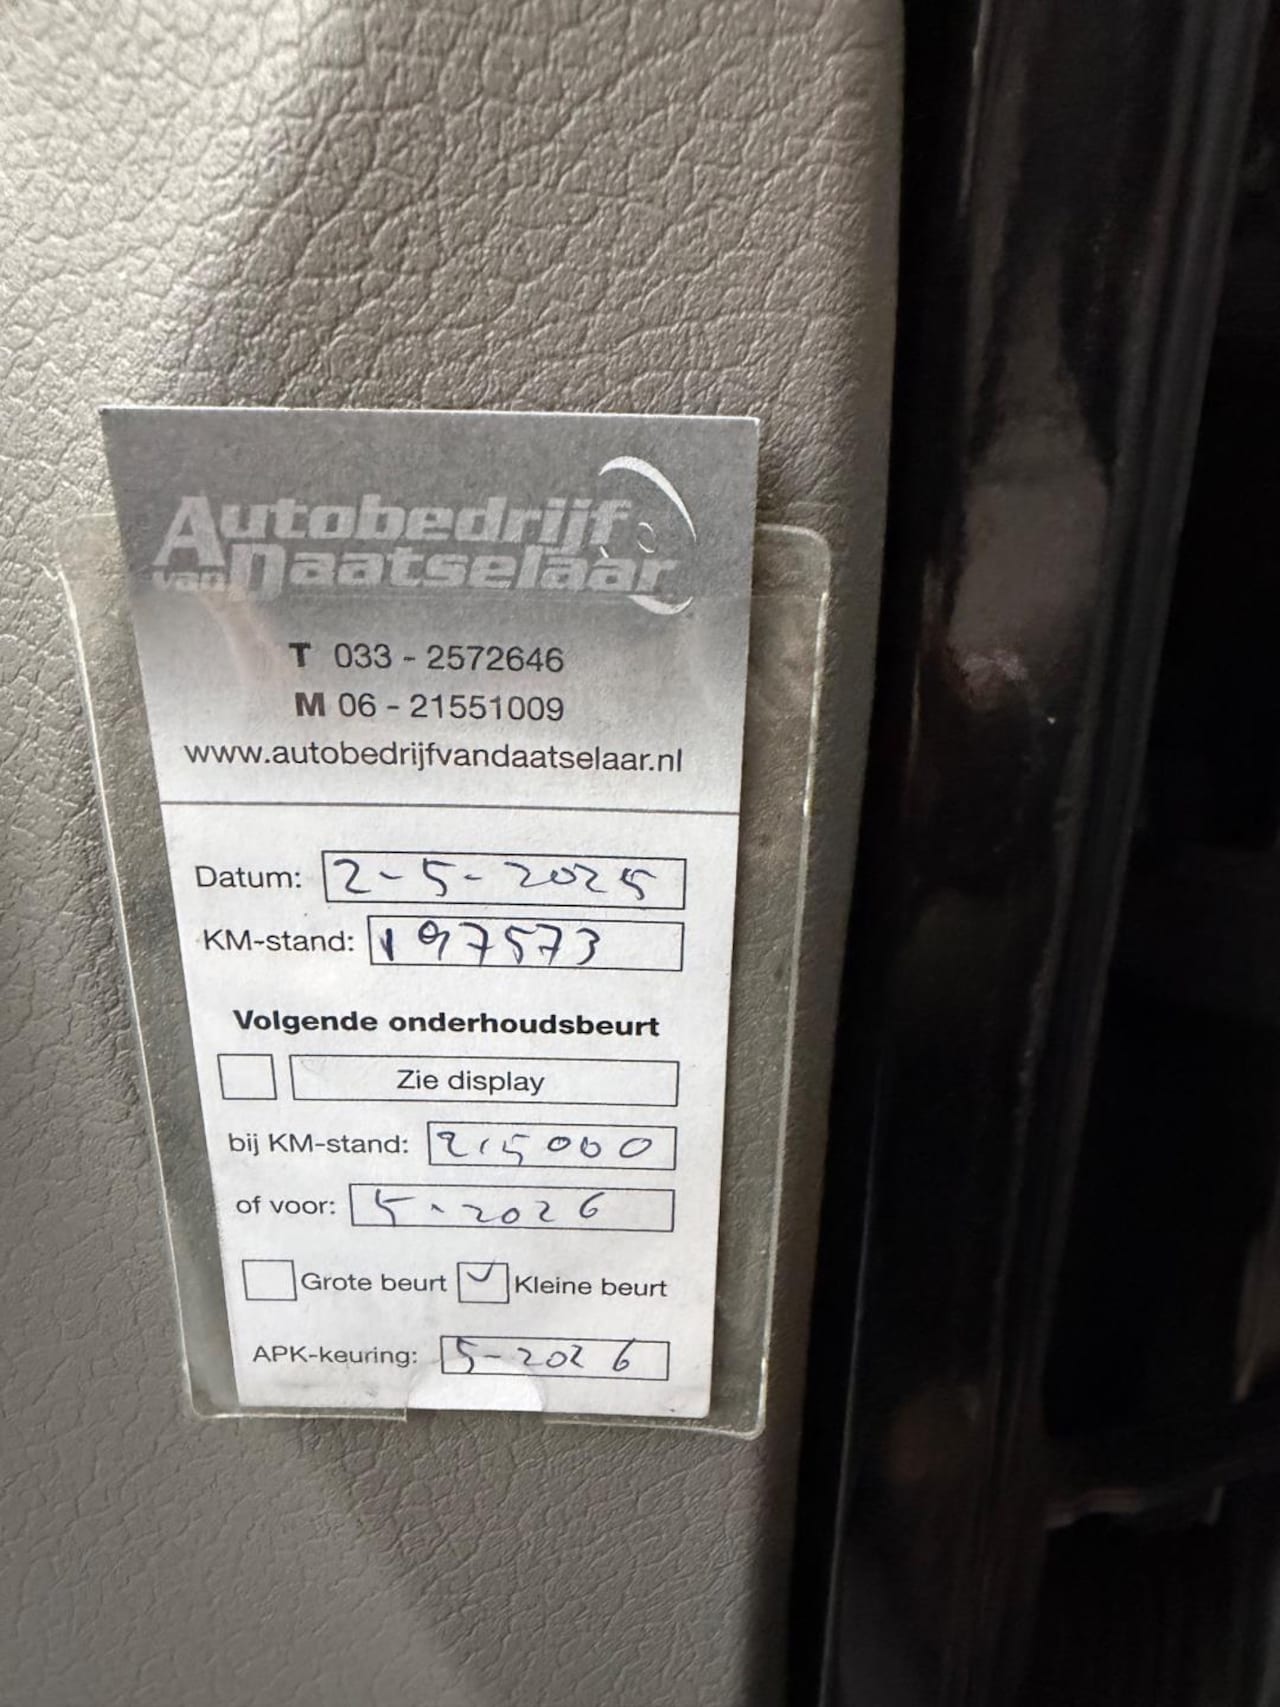 Autobedrijf
van Daatselaar
T 033 - 2572646
M 06 - 21551009
www.autobedrijfvandaatselaar.nl
Datum: 2-5-2025
KM-stand: 197573
Volgende onderhoudsbeurt
Zie display
bij KM-stand: 215000
of voor: 5-2026
Grote beurt Kleine beurt
APK-keuring: 5-2026